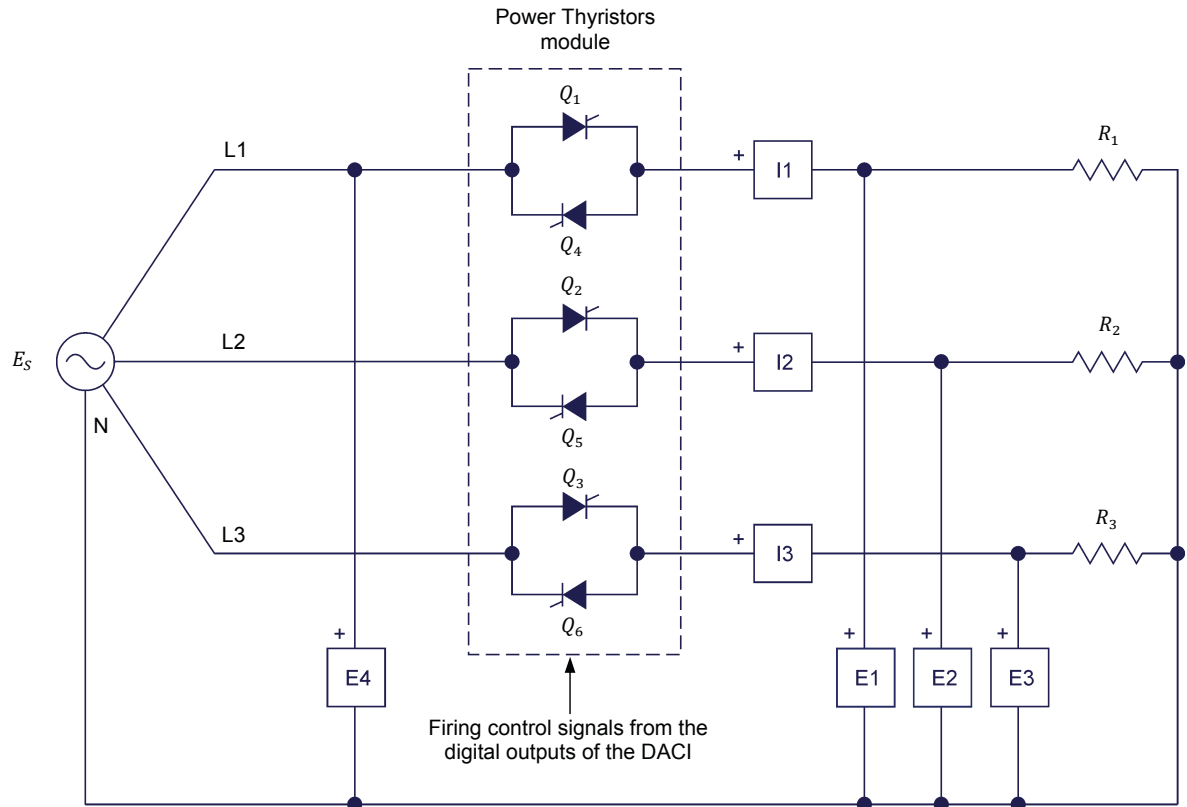 Power Thyristors
module
Q₁
L1
R₁
+
I1
Q₄
Q₂
L2
R₂
E_S
+
I2
N
Q₅
Q₃
L3
R₃
+
I3
Q₆
+
+
+
+
E4
E1
E2
E3
Firing control signals from the
digital outputs of the DACI